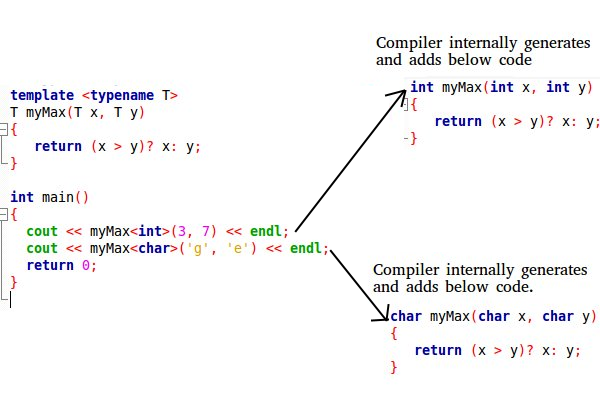 template <typename T>
T myMax(T x, T y)
{
return (x > y)? x: y;
}
int main()
{
cout << myMax<int>(3, 7) << endl;
cout << myMax<char>('g', 'e') << endl;
return 0;
}
Compiler internally generates
and adds below code
int myMax(int x, int y)
{
return (x > y)? x: y;
}
Compiler internally generates
and adds below code.
char myMax(char x, char y)
{
return (x > y)? x: y;
}